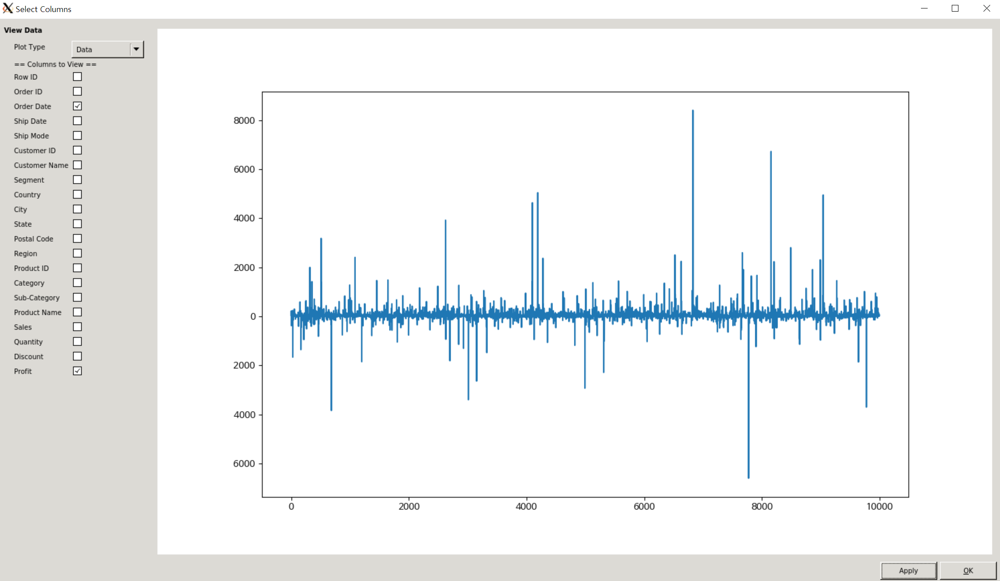 Select Columns
View Data
Plot Type Data
== Columns to View ==
Row ID
Order ID
Order Date
Ship Date
Ship Mode
Customer ID
Customer Name
Segment
Country
City
State
Postal Code
Region
Product ID
Category
Sub-Category
Product Name
Sales
Quantity
Discount
Profit
8000
6000
4000
2000
0
2000
4000
6000
0 2000 4000 6000 8000 10000
Apply OK